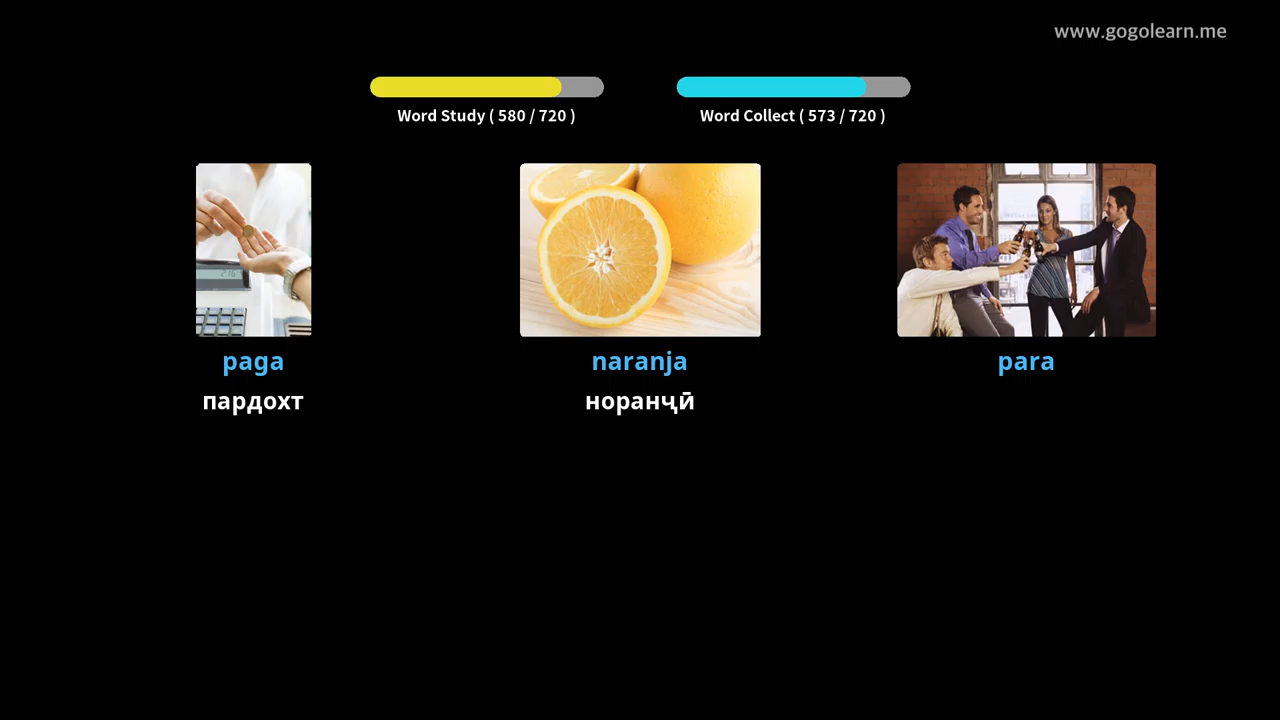 www.gogolearn.me
Word Study ( 580 / 720 )
Word Collect ( 573 / 720 )
paga
naranja
para
пардохт
норанҷӣ